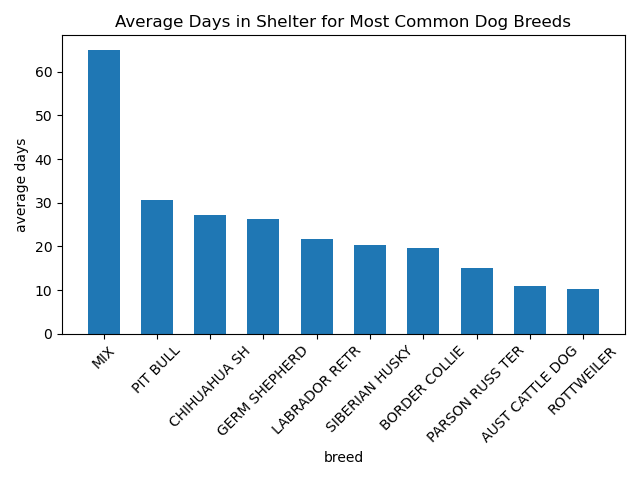 Average Days in Shelter for Most Common Dog Breeds
average days
60
50
40
30
20
10
0
MIX
PIT BULL
CHIHUAHUA SH
GERM SHEPHERD
LABRADOR RETR
SIBERIAN HUSKY
BORDER COLLIE
PARSON RUSS TER
AUST CATTLE DOG
ROTTWEILER
breed